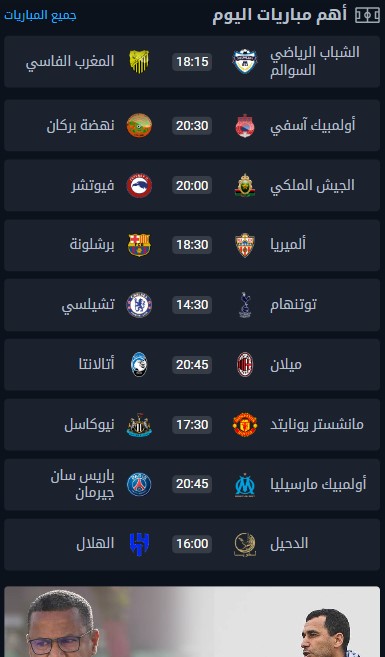 أهم مباريات اليوم
جميع المباريات
الشباب الرياضي
السوالم
18:15
المغرب الفاسي
أولمبيك آسفي
20:30
نهضة بركان
الجيش الملكي
20:00
فيوتشر
ألميريا
18:30
برشلونة
توتنهام
14:30
تشيلسي
ميلان
20:45
أتالانتا
مانشستر يونايتد
17:30
نيوكاسل
أولمبيك مارسيليا
20:45
باريس سان
جيرمان
الدحيل
16:00
الهلال